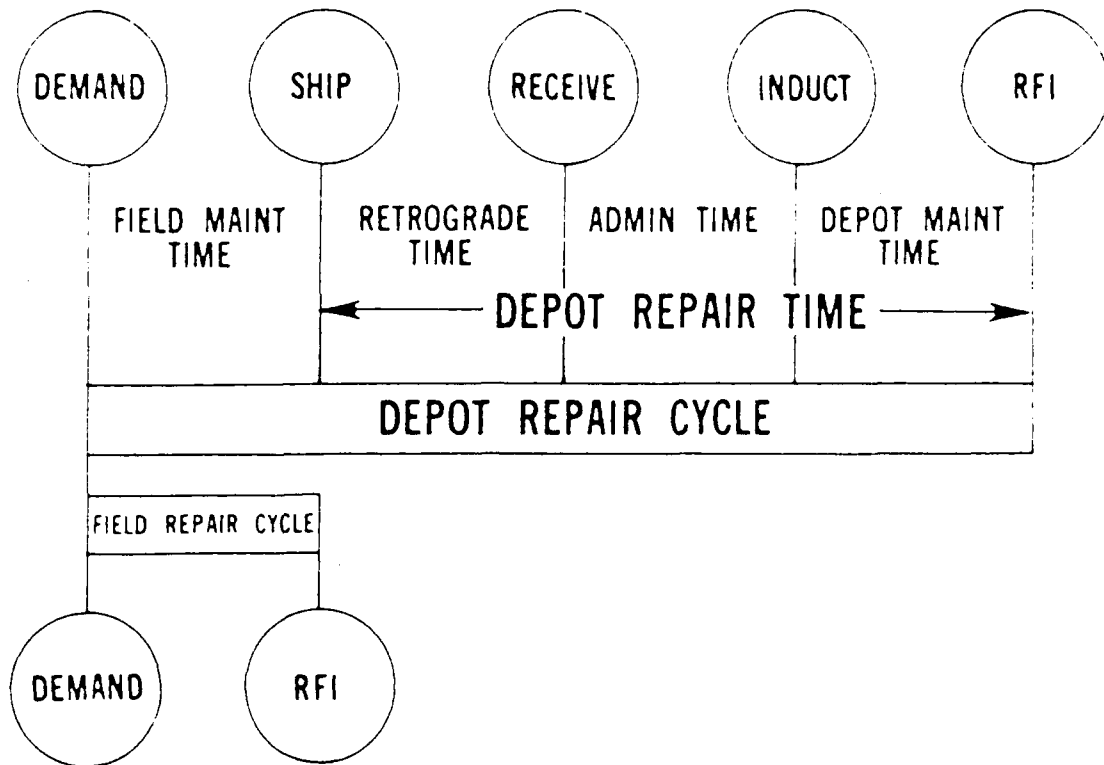 DEMAND
SHIP
RECEIVE
INDUCT
RFI
FIELD MAINT
TIME
RETROGRADE
TIME
ADMIN TIME
DEPOT MAINT
TIME
DEPOT REPAIR TIME
DEPOT REPAIR CYCLE
FIELD REPAIR CYCLE
DEMAND
RFI